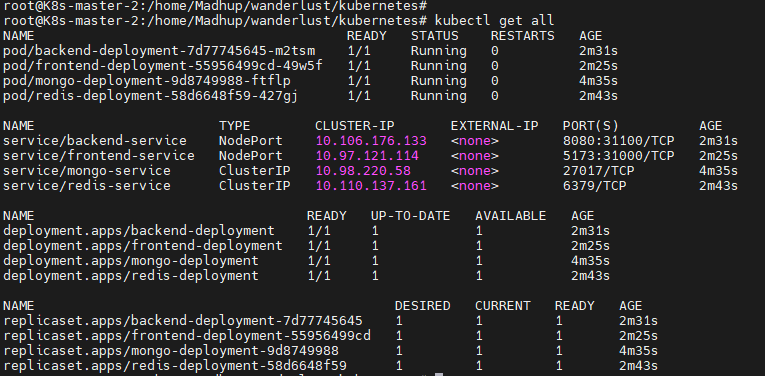 root@K8s-master-2:/home/Madhup/wanderlust/kubernetes#
root@K8s-master-2:/home/Madhup/wanderlust/kubernetes# kubectl get all
NAME READY STATUS RESTARTS AGE
pod/backend-deployment-7d77745645-m2tsm 1/1 Running 0 2m31s
pod/frontend-deployment-55956499cd-49w5f 1/1 Running 0 2m25s
pod/mongo-deployment-9d8749988-ftflp 1/1 Running 0 4m35s
pod/redis-deployment-58d6648f59-427gj 1/1 Running 0 2m43s
NAME TYPE CLUSTER-IP EXTERNAL-IP PORT(S) AGE
service/backend-service NodePort 10.106.176.133 <none> 8080:31100/TCP 2m31s
service/frontend-service NodePort 10.97.121.114 <none> 5173:31000/TCP 2m25s
service/mongo-service ClusterIP 10.98.220.58 <none> 27017/TCP 4m35s
service/redis-service ClusterIP 10.110.137.161 <none> 6379/TCP 2m43s
NAME READY UP-TO-DATE AVAILABLE AGE
deployment.apps/backend-deployment 1/1 1 1 2m31s
deployment.apps/frontend-deployment 1/1 1 1 2m25s
deployment.apps/mongo-deployment 1/1 1 1 4m35s
deployment.apps/redis-deployment 1/1 1 1 2m43s
NAME DESIRED CURRENT READY AGE
replicaset.apps/backend-deployment-7d77745645 1 1 1 2m31s
replicaset.apps/frontend-deployment-55956499cd 1 1 1 2m25s
replicaset.apps/mongo-deployment-9d8749988 1 1 1 4m35s
replicaset.apps/redis-deployment-58d6648f59 1 1 1 2m43s